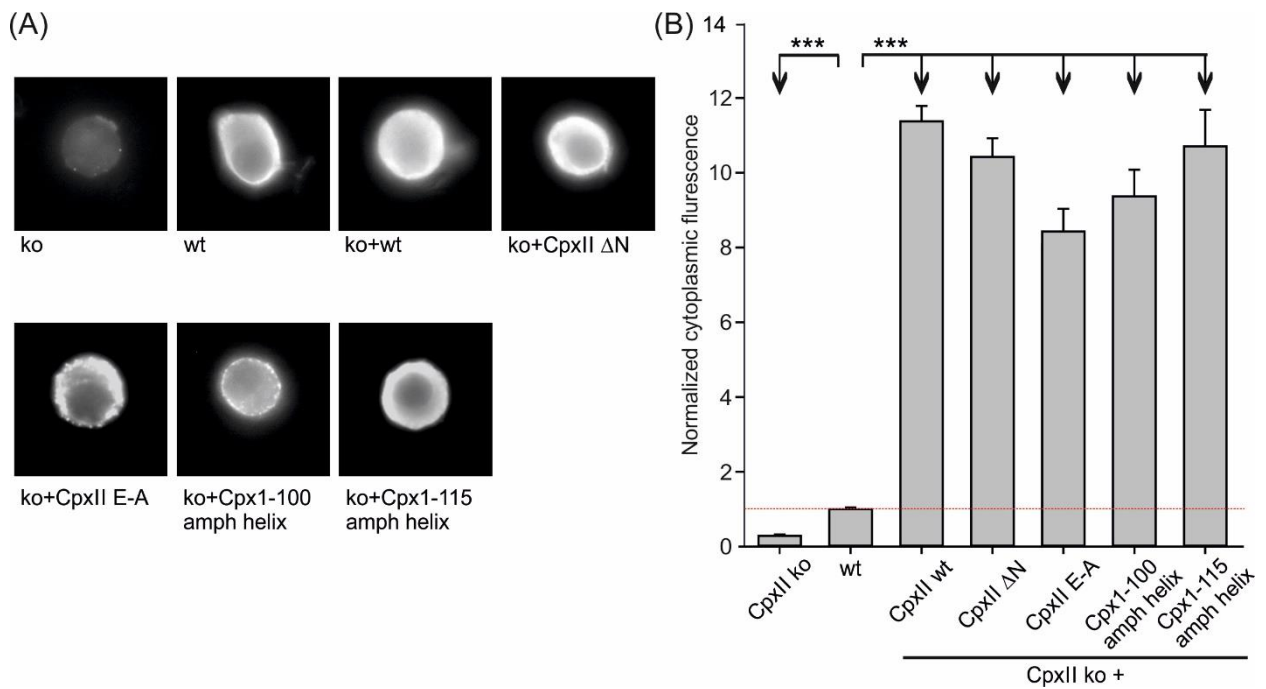 (A)
ko
wt
ko+wt
ko+CpxII ΔN
ko+CpxII E-A
ko+Cpx1-100
amph helix
ko+Cpx1-115
amph helix
(B)
Normalized cytoplasmic flurescence
14
12
10
8
6
4
2
0
***
***
CpxII ko
wt
CpxII wt
CpxII ΔN
CpxII E-A
Cpx1-100
amph helix
Cpx1-115
amph helix
CpxII ko +